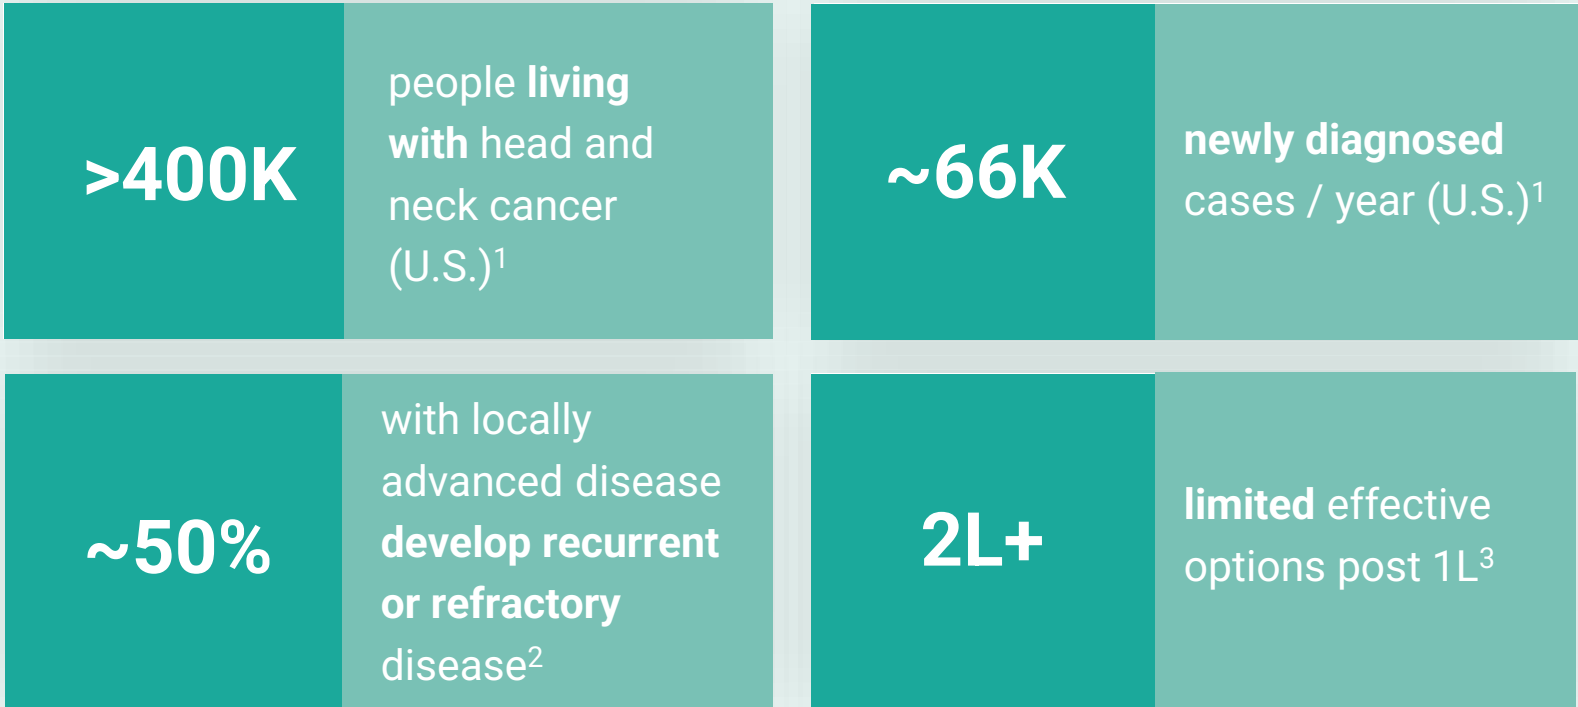 >400K
people living
with head and
neck cancer
(U.S.)¹
~66K
newly diagnosed
cases / year (U.S.)¹
~50%
with locally
advanced disease
develop recurrent
or refractory
disease²
2L+
limited effective
options post 1L³